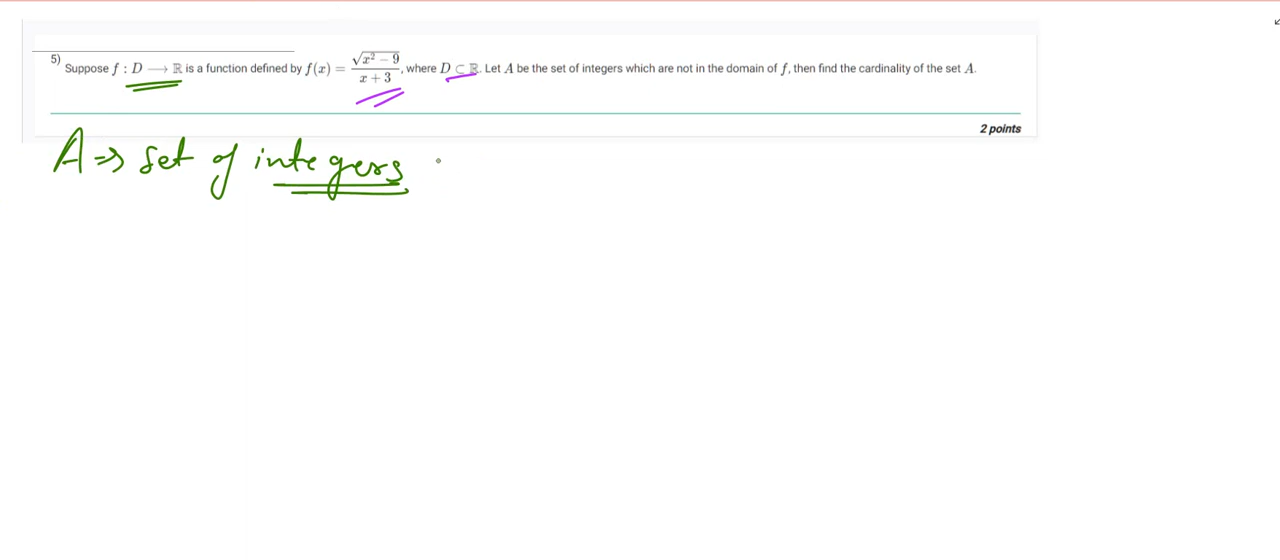 5) Suppose f : D ⟶ ℝ is a function defined by f(x) = √(x² − 9) / (x + 3), where D ⊂ ℝ. Let A be the set of integers which are not in the domain of f, then find the cardinality of the set A.
2 points
A ⇒ set of integers